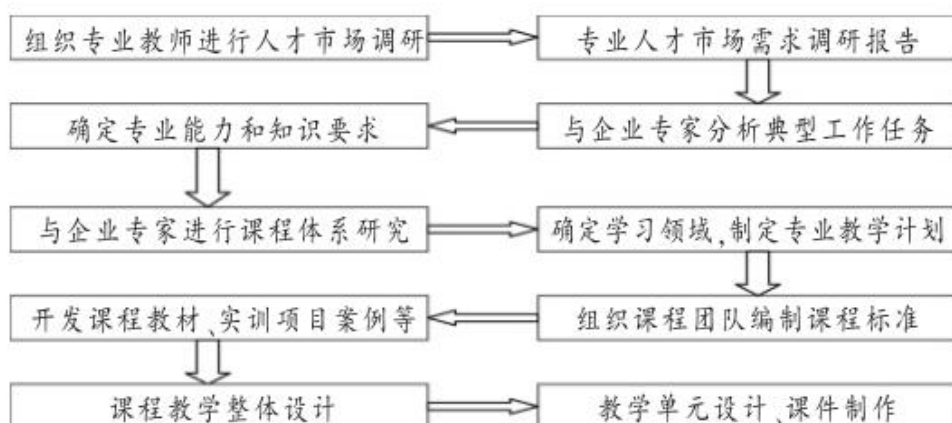 组织专业教师进行人才市场调研
专业人才市场需求调研报告
与企业专家分析典型工作任务
确定专业能力和知识要求
与企业专家进行课程体系研究
确定学习领域,制定专业教学计划
组织课程团队编制课程标准
开发课程教材、实训项目案例等
课程教学整体设计
教学单元设计、课件制作